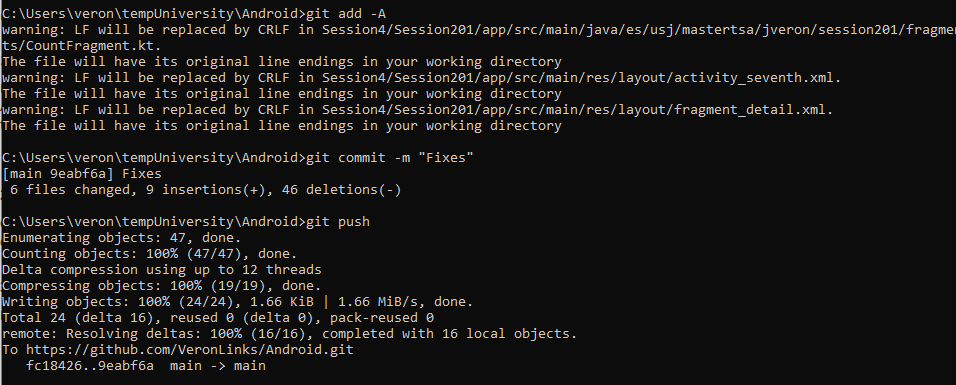 C:\Users\veron\tempUniversity\Android>git add -A
warning: LF will be replaced by CRLF in Session4/Session201/app/src/main/java/es/usj/mastertsa/jveron/session201/fragmen
ts/CountFragment.kt.
The file will have its original line endings in your working directory
warning: LF will be replaced by CRLF in Session4/Session201/app/src/main/res/layout/activity_seventh.xml.
The file will have its original line endings in your working directory
warning: LF will be replaced by CRLF in Session4/Session201/app/src/main/res/layout/fragment_detail.xml.
The file will have its original line endings in your working directory
C:\Users\veron\tempUniversity\Android>git commit -m "Fixes"
[main 9eabf6a] Fixes
6 files changed, 9 insertions(+), 46 deletions(-)
C:\Users\veron\tempUniversity\Android>git push
Enumerating objects: 47, done.
Counting objects: 100% (47/47), done.
Delta compression using up to 12 threads
Compressing objects: 100% (19/19), done.
Writing objects: 100% (24/24), 1.66 KiB | 1.66 MiB/s, done.
Total 24 (delta 16), reused 0 (delta 0), pack-reused 0
remote: Resolving deltas: 100% (16/16), completed with 16 local objects.
To https://github.com/VeronLinks/Android.git
fc18426..9eabf6a  main -> main